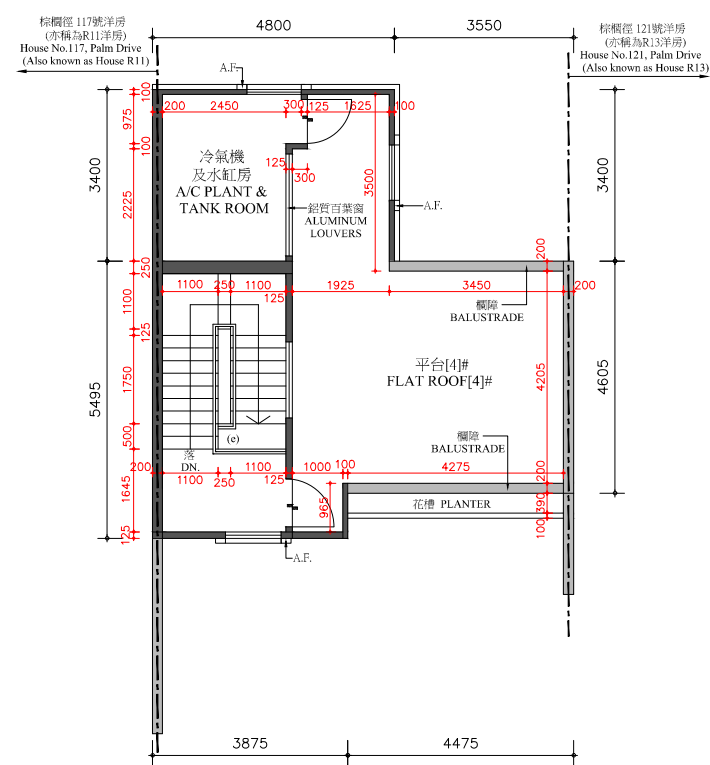 棕櫚徑 117號洋房
(亦稱為R11洋房)
House No.117, Palm Drive
(Also known as House R11)
4800
3550
棕櫚徑 121號洋房
(亦稱為R13洋房)
House No.121, Palm Drive
(Also known as House R13)
A.F.
100
200
2450
300
125
1625
100
975
100
冷氣機
及水缸房
A/C PLANT &
TANK ROOM
125
300
3500
3400
3400
2225
鋁質百葉窗
ALUMINUM
LOUVERS
A.F.
200
250
1100
250
1100
125
1925
3450
200
1100
欄障
BALUSTRADE
125
平台[4]#
FLAT ROOF[4]#
1750
4205
4605
5495
500
(e)
欄障
BALUSTRADE
落
DN.
200
1100
250
1100
125
1000
100
4275
200
1645
965
花槽 PLANTER
390
100
125
A.F.
3875
4475